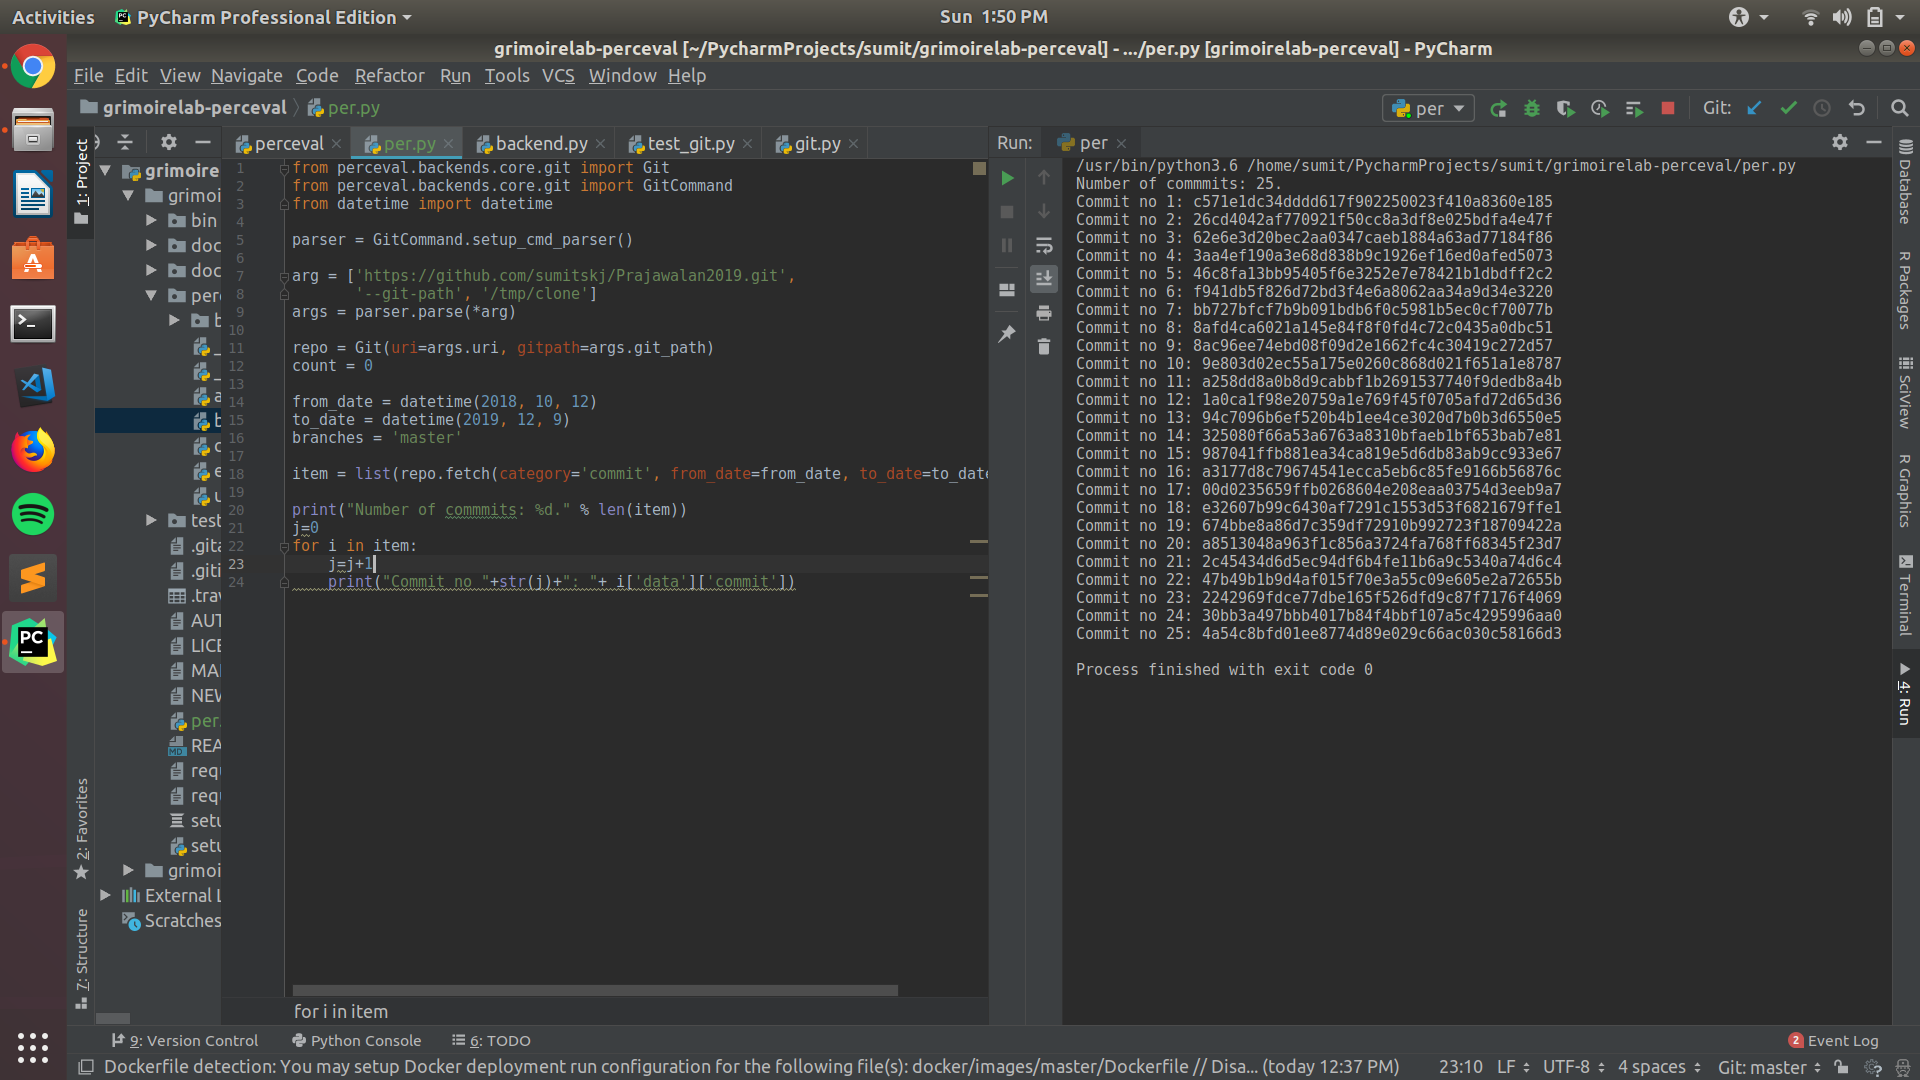 Activities
PyCharm Professional Edition
Sun 1:50 PM
grimoirelab-perceval [~/PycharmProjects/sumit/grimoirelab-perceval] - .../per.py [grimoirelab-perceval] - PyCharm
File Edit View Navigate Code Refactor Run Tools VCS Window Help
grimoirelab-perceval per.py
per
Git:
1: Project
2: Favorites
7: Structure
grimoire
grimoi
bin
doc
doc
per
test
.gita
.giti
.trav
AUT
LICE
MAI
NEW
per.
REA
requ
requ
setu
setu
grimoi
External L
Scratches
perceval per.py backend.py test_git.py git.py
1 from perceval.backends.core.git import Git
2 from perceval.backends.core.git import GitCommand
3 from datetime import datetime
4
5 parser = GitCommand.setup_cmd_parser()
6
7 arg = ['https://github.com/sumitskj/Prajawalan2019.git',
8 '--git-path', '/tmp/clone']
9 args = parser.parse(*arg)
10
11 repo = Git(uri=args.uri, gitpath=args.git_path)
12 count = 0
13
14 from_date = datetime(2018, 10, 12)
15 to_date = datetime(2019, 12, 9)
16 branches = 'master'
17
18 item = list(repo.fetch(category='commit', from_date=from_date, to_date=to_date
19
20 print("Number of commmits: %d." % len(item))
21 j=0
22 for i in item:
23 j=j+1
24 print("Commit no "+str(j)+": "+ i['data']['commit'])
for i in item
Run: per
/usr/bin/python3.6 /home/sumit/PycharmProjects/sumit/grimoirelab-perceval/per.py
Number of commmits: 25.
Commit no 1: c571e1dc34dddd617f902250023f410a8360e185
Commit no 2: 26cd4042af770921f50cc8a3df8e025bdfa4e47f
Commit no 3: 62e6e3d20bec2aa0347caeb1884a63ad77184f86
Commit no 4: 3aa4ef190a3e68d838b9c1926ef16ed0afed5073
Commit no 5: 46c8fa13bb95405f6e3252e7e78421b1dbdff2c2
Commit no 6: f941db5f826d72bd3f4e6a8062aa34a9d34e3220
Commit no 7: bb727bfcf7b9b091bdb6f0c5981b5ec0cf70077b
Commit no 8: 8afd4ca6021a145e84f8f0fd4c72c0435a0dbc51
Commit no 9: 8ac96ee74ebd08f09d2e1662fc4c30419c272d57
Commit no 10: 9e803d02ec55a175e0260c868d021f651a1e8787
Commit no 11: a258dd8a0b8d9cabbf1b2691537740f9dedb8a4b
Commit no 12: 1a0ca1f98e20759a1e769f45f0705afd72d65d36
Commit no 13: 94c7096b6ef520b4b1ee4ce3020d7b0b3d6550e5
Commit no 14: 325080f66a53a6763a8310bfaeb1bf653bab7e81
Commit no 15: 987041ffb881ea34ca819e5d6db83ab9cc933e67
Commit no 16: a3177d8c79674541ecca5eb6c85fe9166b56876c
Commit no 17: 00d0235659ffb0268604e208eaa03754d3eeb9a7
Commit no 18: e32607b99c6430af7291c1553d53f6821679ffe1
Commit no 19: 674bbe8a86d7c359df72910b992723f18709422a
Commit no 20: a8513048a963f1c856a3724fa768ff68345f23d7
Commit no 21: 2c45434d6d5ec94df6b4fe11b6a9c5340a74d6c4
Commit no 22: 47b49b1b9d4af015f70e3a55c09e605e2a72655b
Commit no 23: 2242969fdce77dbe165f526dfd9c87f7176f4069
Commit no 24: 30bb3a497bbb4017b84f4bbf107a5c4295996aa0
Commit no 25: 4a54c8bfd01ee8774d89e029c66ac030c58166d3
Process finished with exit code 0
Database
R Packages
SciView
R Graphics
Terminal
4: Run
9: Version Control Python Console 6: TODO
2 Event Log
Dockerfile detection: You may setup Docker deployment run configuration for the following file(s): docker/images/master/Dockerfile // Disa... (today 12:37 PM)
23:10 LF UTF-8 4 spaces Git: master